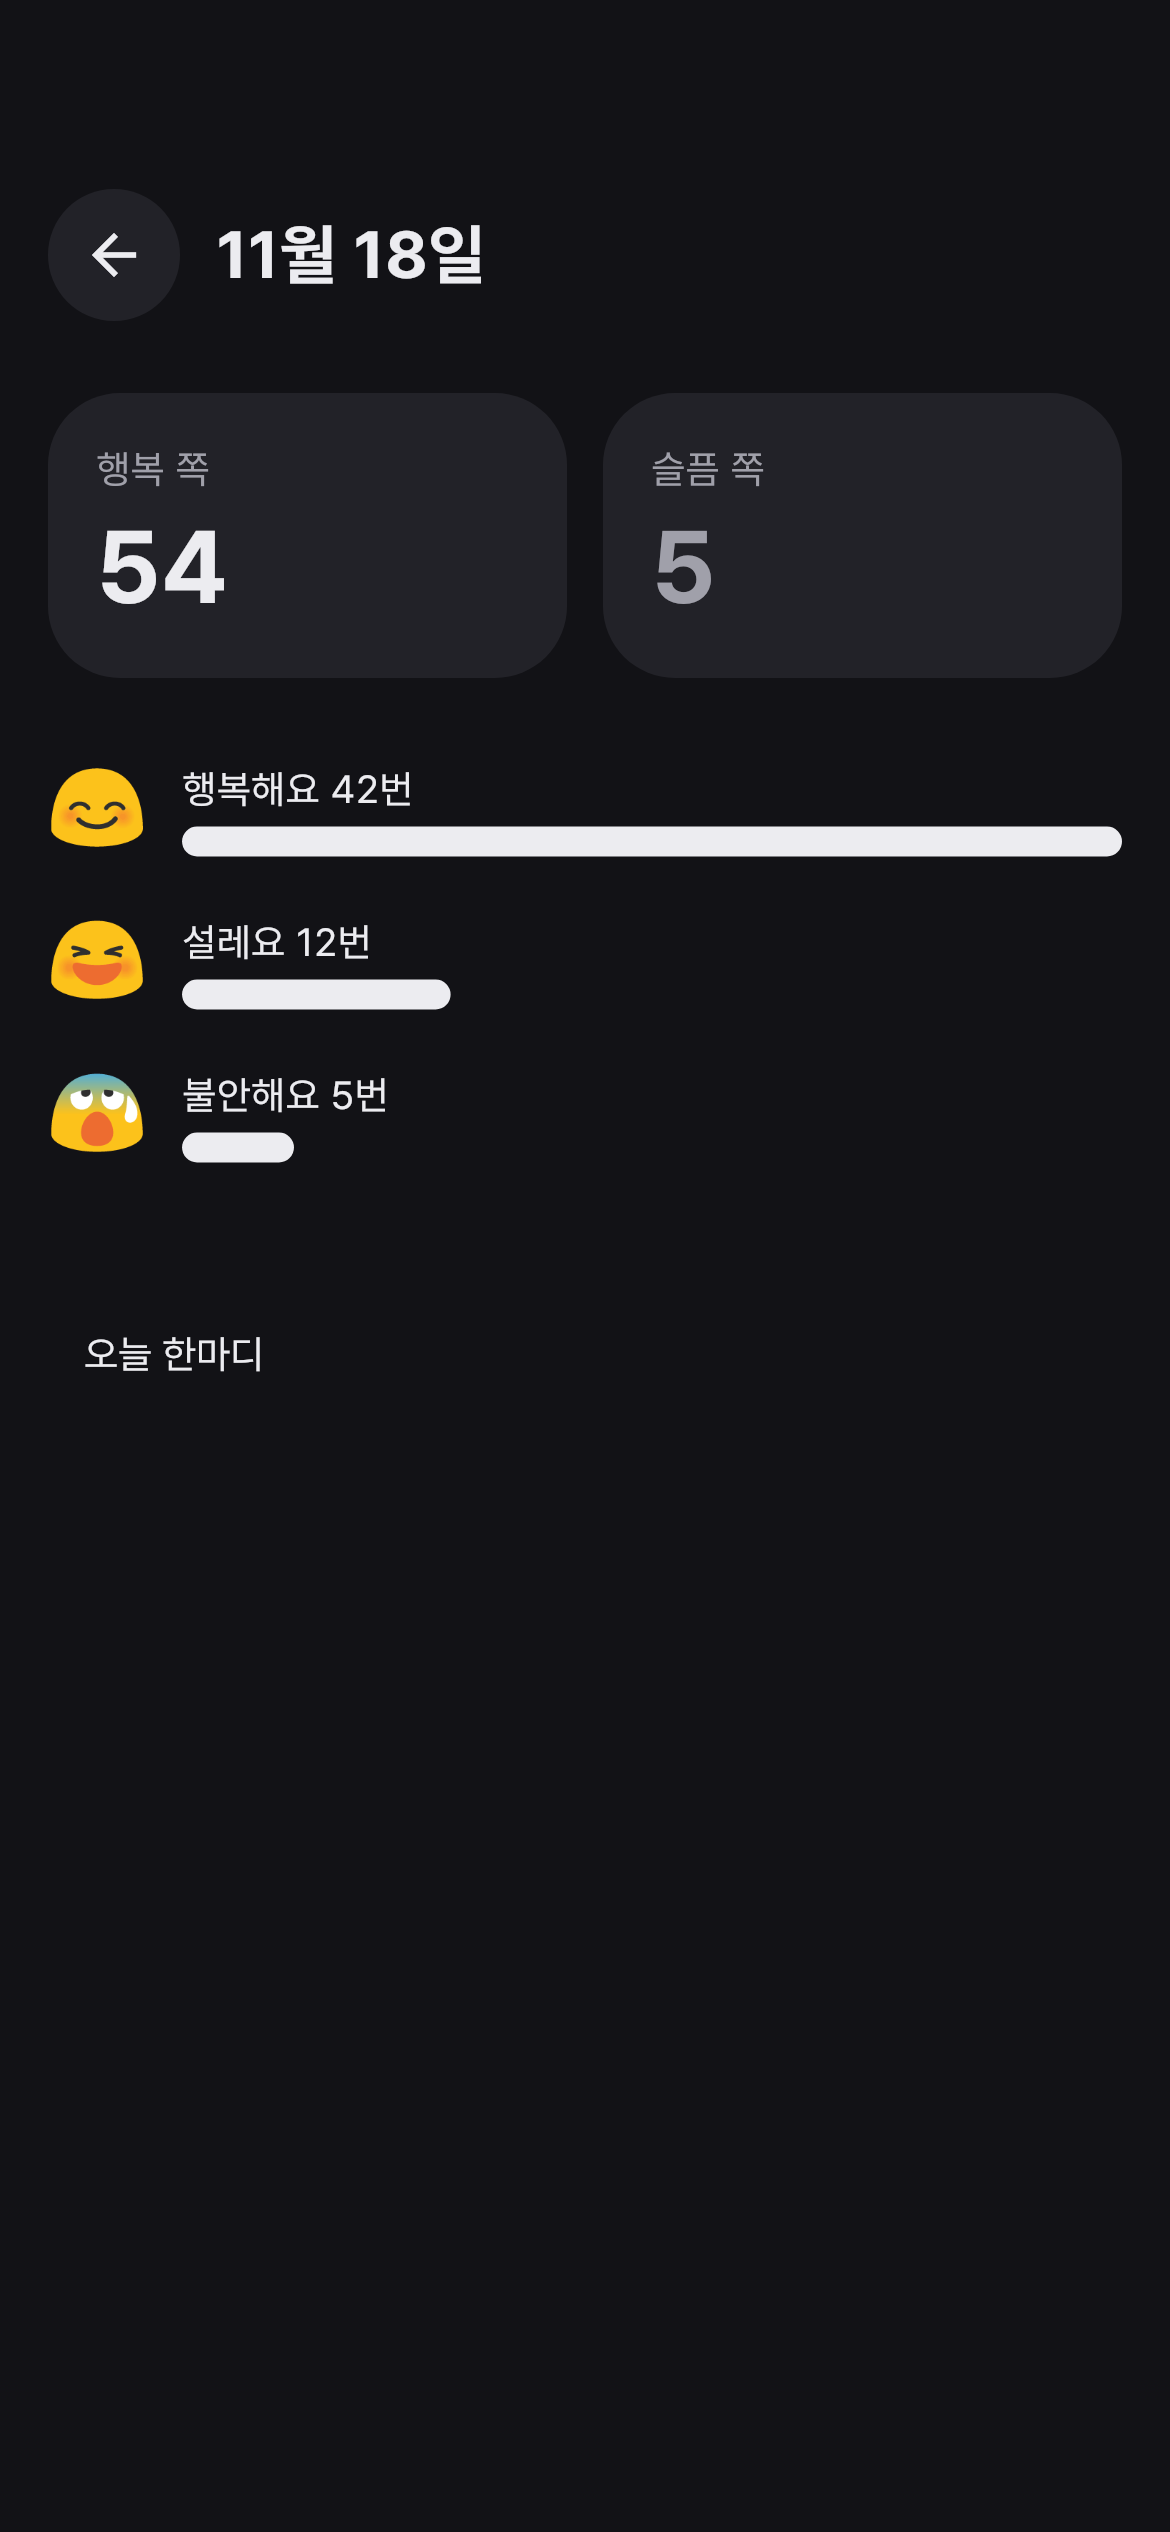 11월 18일
행복 쪽
54
슬픔 쪽
5
행복해요 42번
설레요 12번
불안해요 5번
오늘 한마디